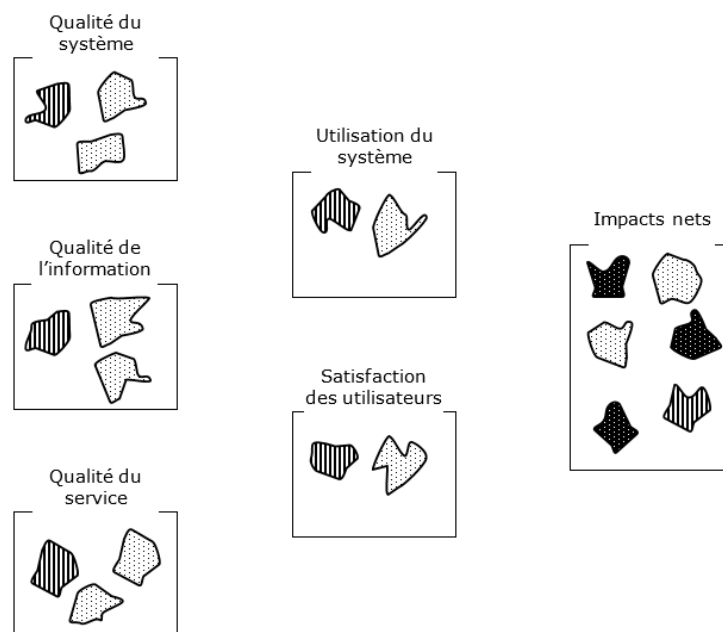 Qualité du
système
Utilisation du
système
Impacts nets
Qualité de
l'information
Satisfaction
des utilisateurs
Qualité du
service